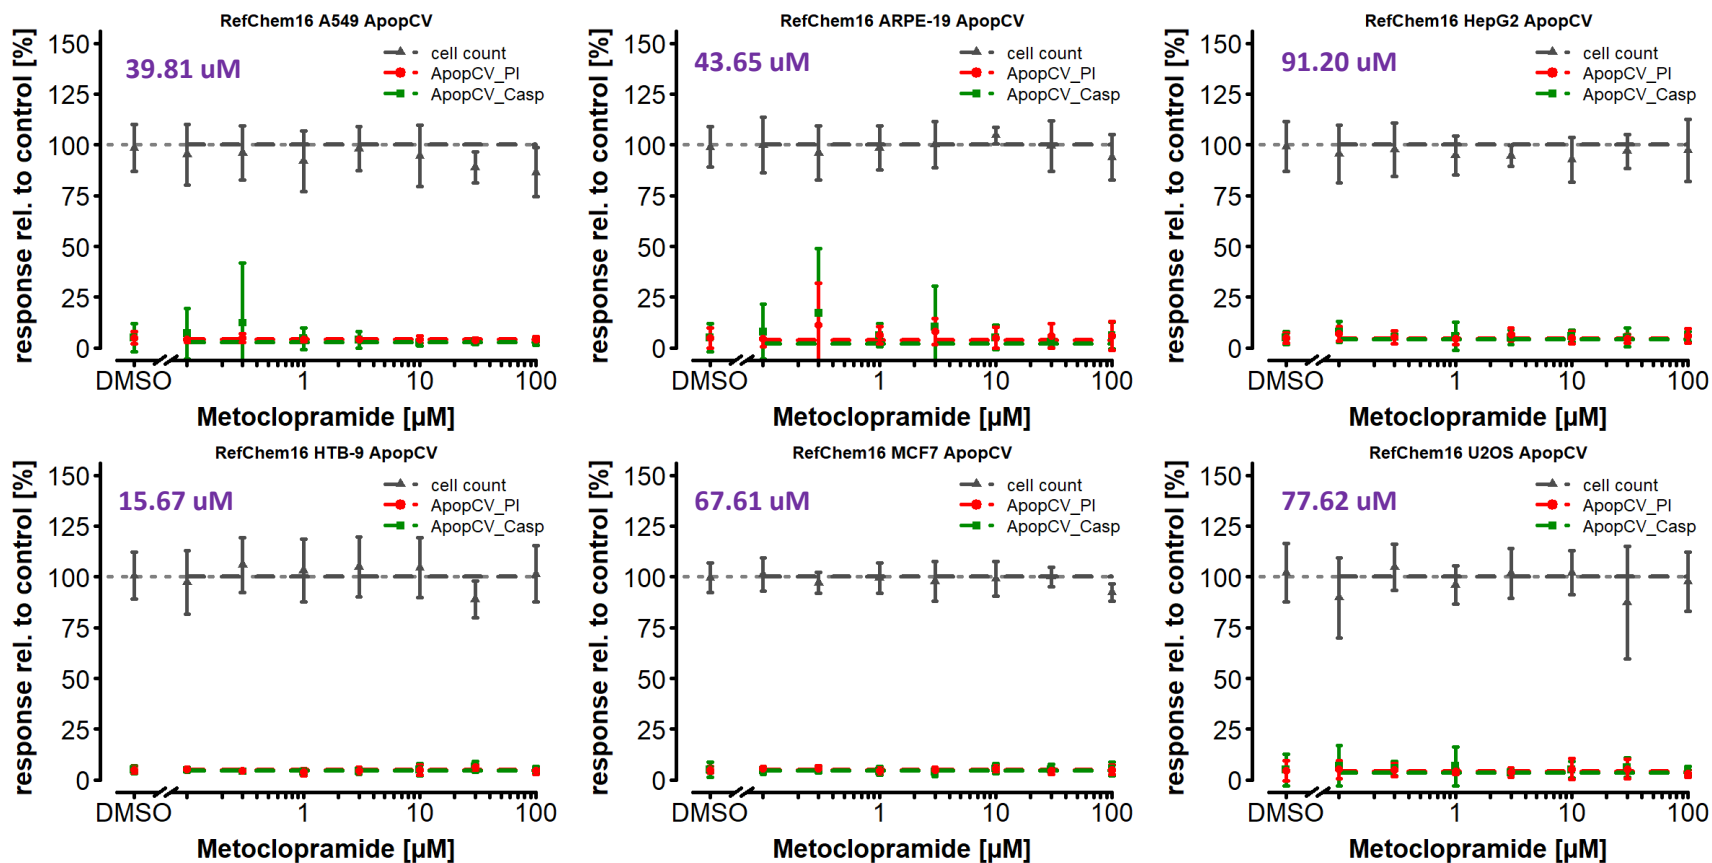 RefChem16 A549 ApopCV
response rel. to control [%]
150
125
100
75
50
25
0
39.81 uM
cell count
ApopCV_PI
ApopCV_Casp
DMSO
1
10
100
Metoclopramide [µM]
RefChem16 ARPE-19 ApopCV
response rel. to control [%]
150
125
100
75
50
25
0
43.65 uM
cell count
ApopCV_PI
ApopCV_Casp
DMSO
1
10
100
Metoclopramide [µM]
RefChem16 HepG2 ApopCV
response rel. to control [%]
150
125
100
75
50
25
0
91.20 uM
cell count
ApopCV_PI
ApopCV_Casp
DMSO
1
10
100
Metoclopramide [µM]
RefChem16 HTB-9 ApopCV
response rel. to control [%]
150
125
100
75
50
25
0
15.67 uM
cell count
ApopCV_PI
ApopCV_Casp
DMSO
1
10
100
Metoclopramide [µM]
RefChem16 MCF7 ApopCV
response rel. to control [%]
150
125
100
75
50
25
0
67.61 uM
cell count
ApopCV_PI
ApopCV_Casp
DMSO
1
10
100
Metoclopramide [µM]
RefChem16 U2OS ApopCV
response rel. to control [%]
150
125
100
75
50
25
0
77.62 uM
cell count
ApopCV_PI
ApopCV_Casp
DMSO
1
10
100
Metoclopramide [µM]